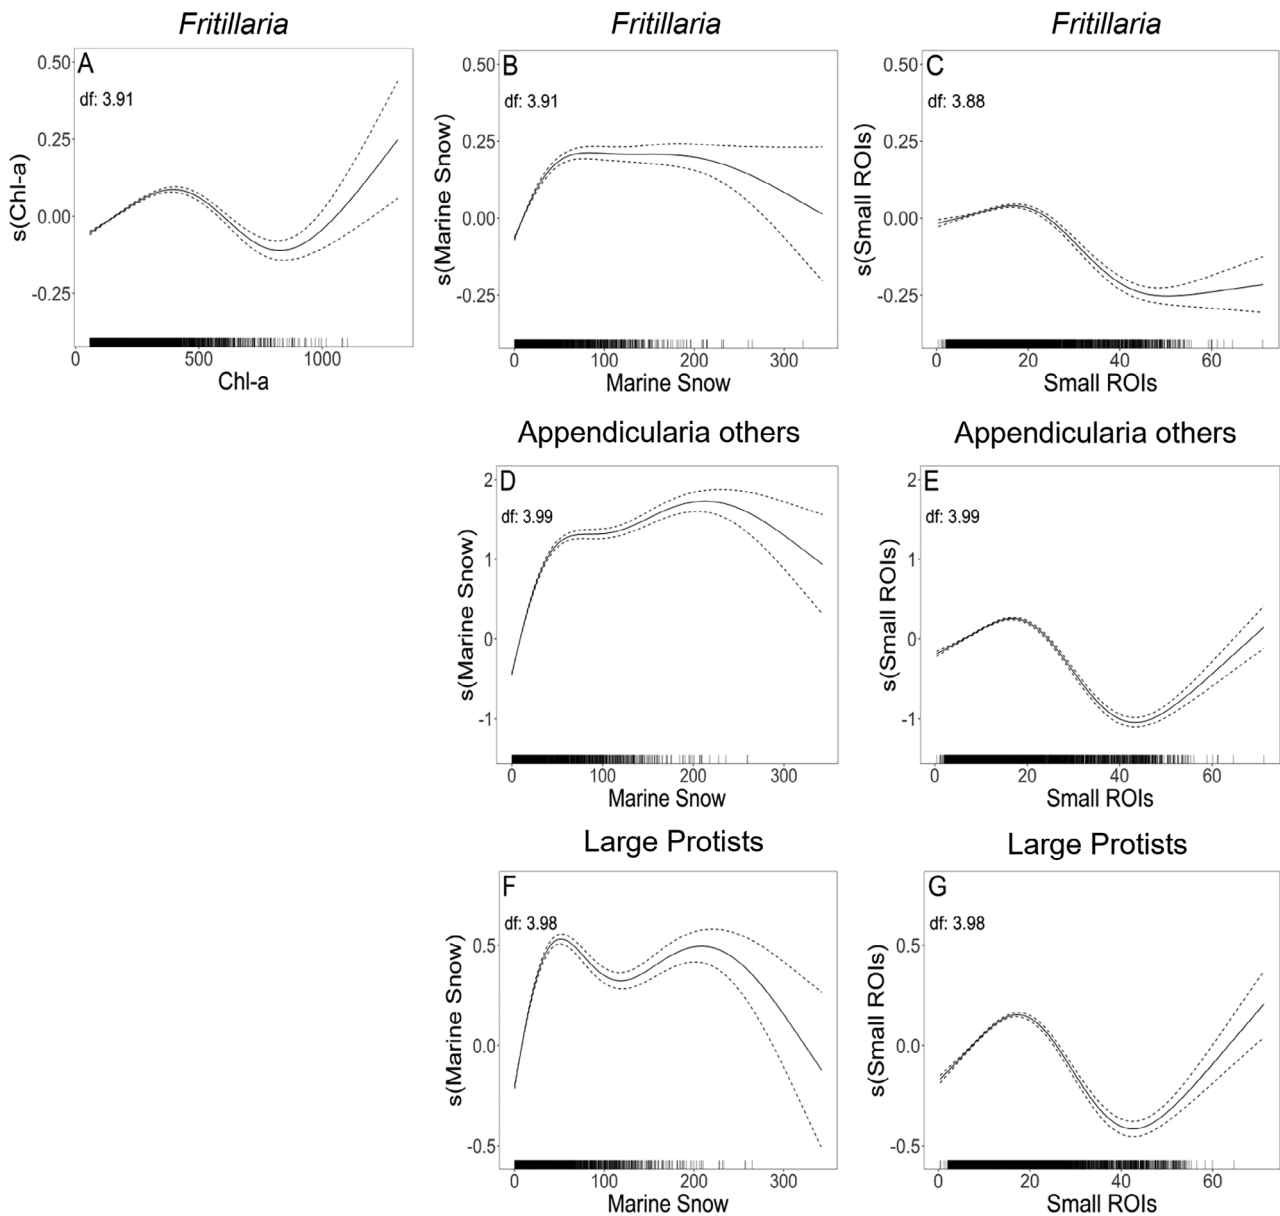 Fritillaria
Fritillaria
Fritillaria
A
df: 3.91
0.50
0.25
0.00
-0.25
s(Chl-a)
0
500
1000
Chl-a
B
df: 3.91
0.50
0.25
0.00
-0.25
s(Marine Snow)
0
100
200
300
Marine Snow
C
df: 3.88
0.50
0.25
0.00
-0.25
s(Small ROIs)
0
20
40
60
Small ROIs
Appendicularia others
Appendicularia others
D
df: 3.99
2
1
0
-1
s(Marine Snow)
0
100
200
300
Marine Snow
E
df: 3.99
2
1
0
-1
s(Small ROIs)
0
20
40
60
Small ROIs
Large Protists
Large Protists
F
df: 3.98
0.5
0.0
-0.5
s(Marine Snow)
0
100
200
300
Marine Snow
G
df: 3.98
0.5
0.0
-0.5
s(Small ROIs)
0
20
40
60
Small ROIs